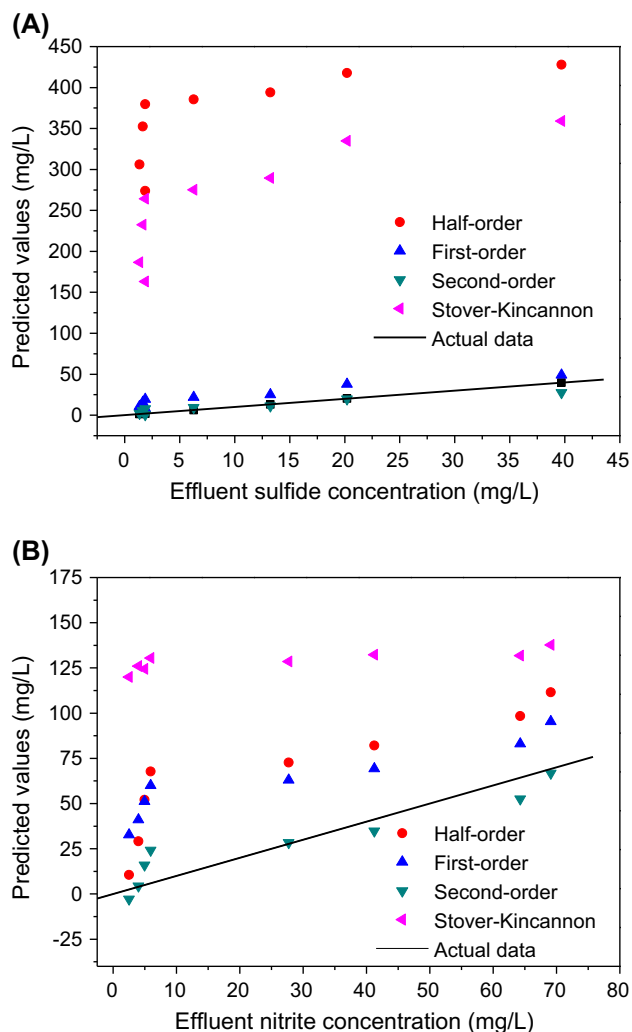 (A)
450
400
350
300
250
200
150
100
50
0
Predicted values (mg/L)
Half-order
First-order
Second-order
Stover-Kincannon
Actual data
0 5 10 15 20 25 30 35 40 45
Effluent sulfide concentration (mg/L)
(B)
175
150
125
100
75
50
25
0
-25
Predicted values (mg/L)
Half-order
First-order
Second-order
Stover-Kincannon
Actual data
0 10 20 30 40 50 60 70 80
Effluent nitrite concentration (mg/L)